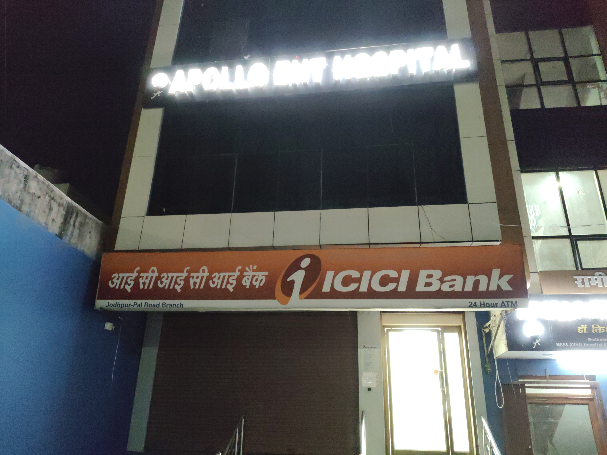 APOLLO ENT HOSPITAL
आई सी आई सी आई बैंक ICICI Bank
Jodhpur-Pal Road Branch 24 Hour ATM